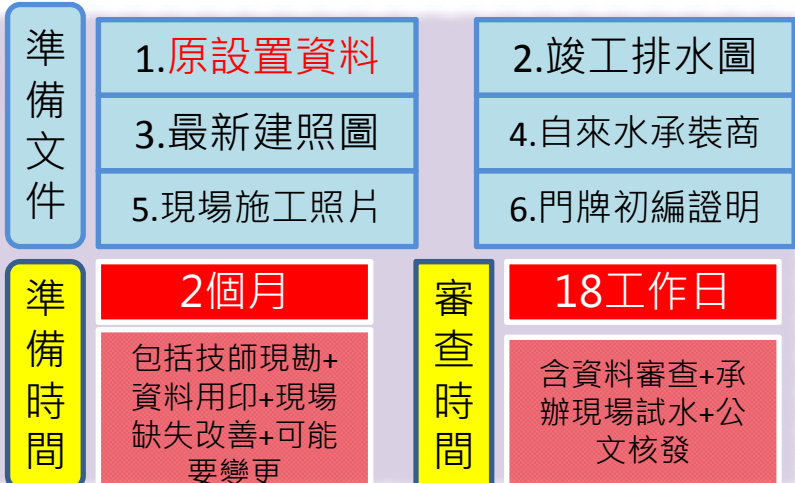 準備文件
1.原設置資料
2.竣工排水圖
3.最新建照圖
4.自來水承裝商
5.現場施工照片
6.門牌初編證明
準備時間
2個月
包括技師現勘+
資料用印+現場
缺失改善+可能
要變更
審查時間
18工作日
含資料審查+承
辦現場試水+公
文核發